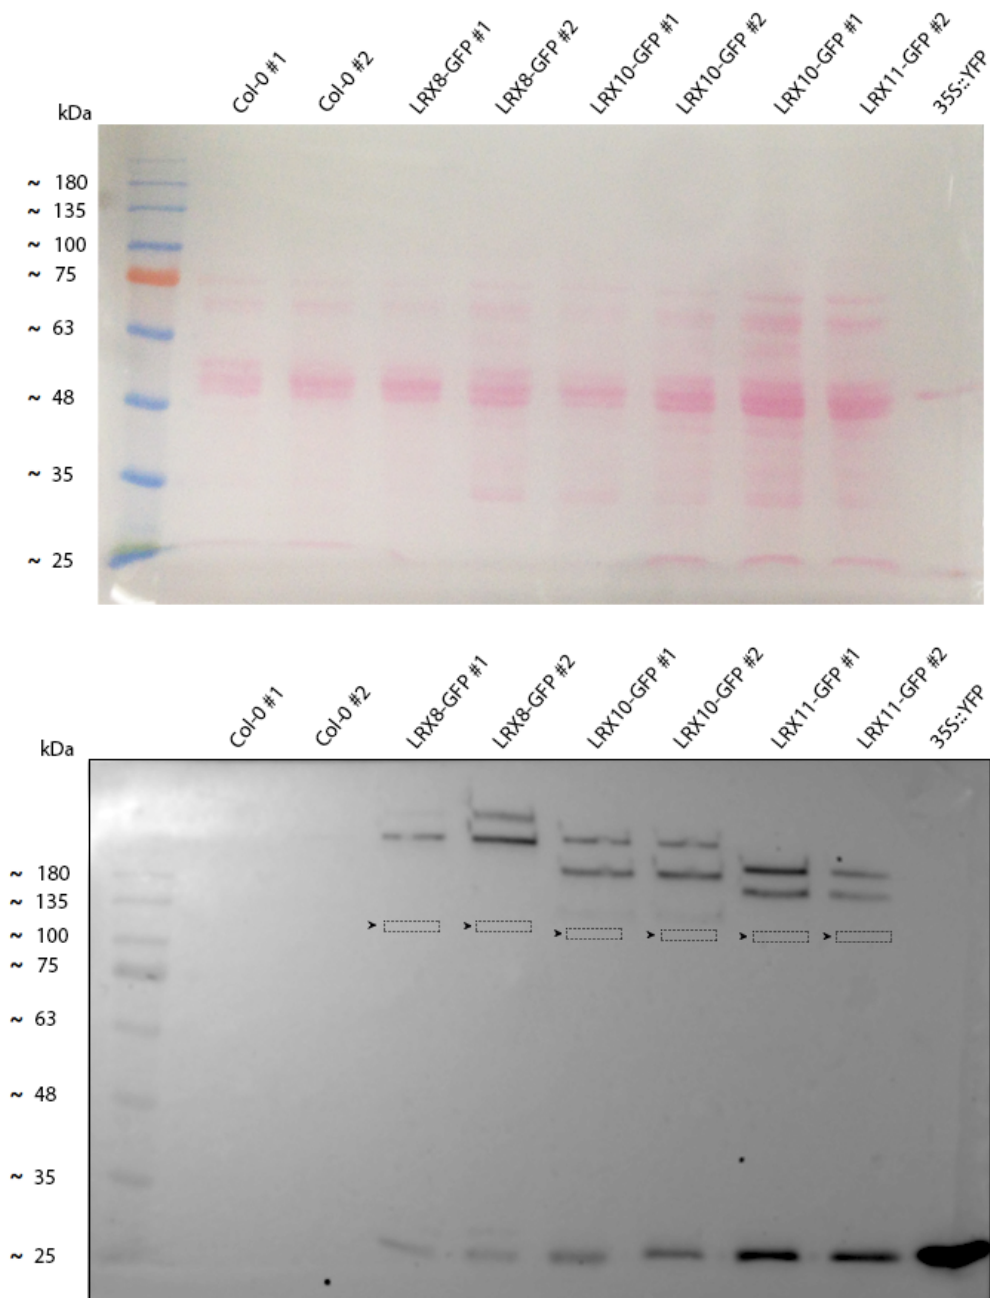 Col-0 #1
Col-0 #2
LRX8-GFP #1
LRX8-GFP #2
LRX10-GFP #1
LRX10-GFP #2
LRX10-GFP #1
LRX11-GFP #2
35S::YFP
kDa
~ 180
~ 135
~ 100
~ 75
~ 63
~ 48
~ 35
~ 25
Col-0 #1
Col-0 #2
LRX8-GFP #1
LRX8-GFP #2
LRX10-GFP #1
LRX10-GFP #2
LRX11-GFP #1
LRX11-GFP #2
35S::YFP
kDa
~ 180
~ 135
~ 100
~ 75
~ 63
~ 48
~ 35
~ 25